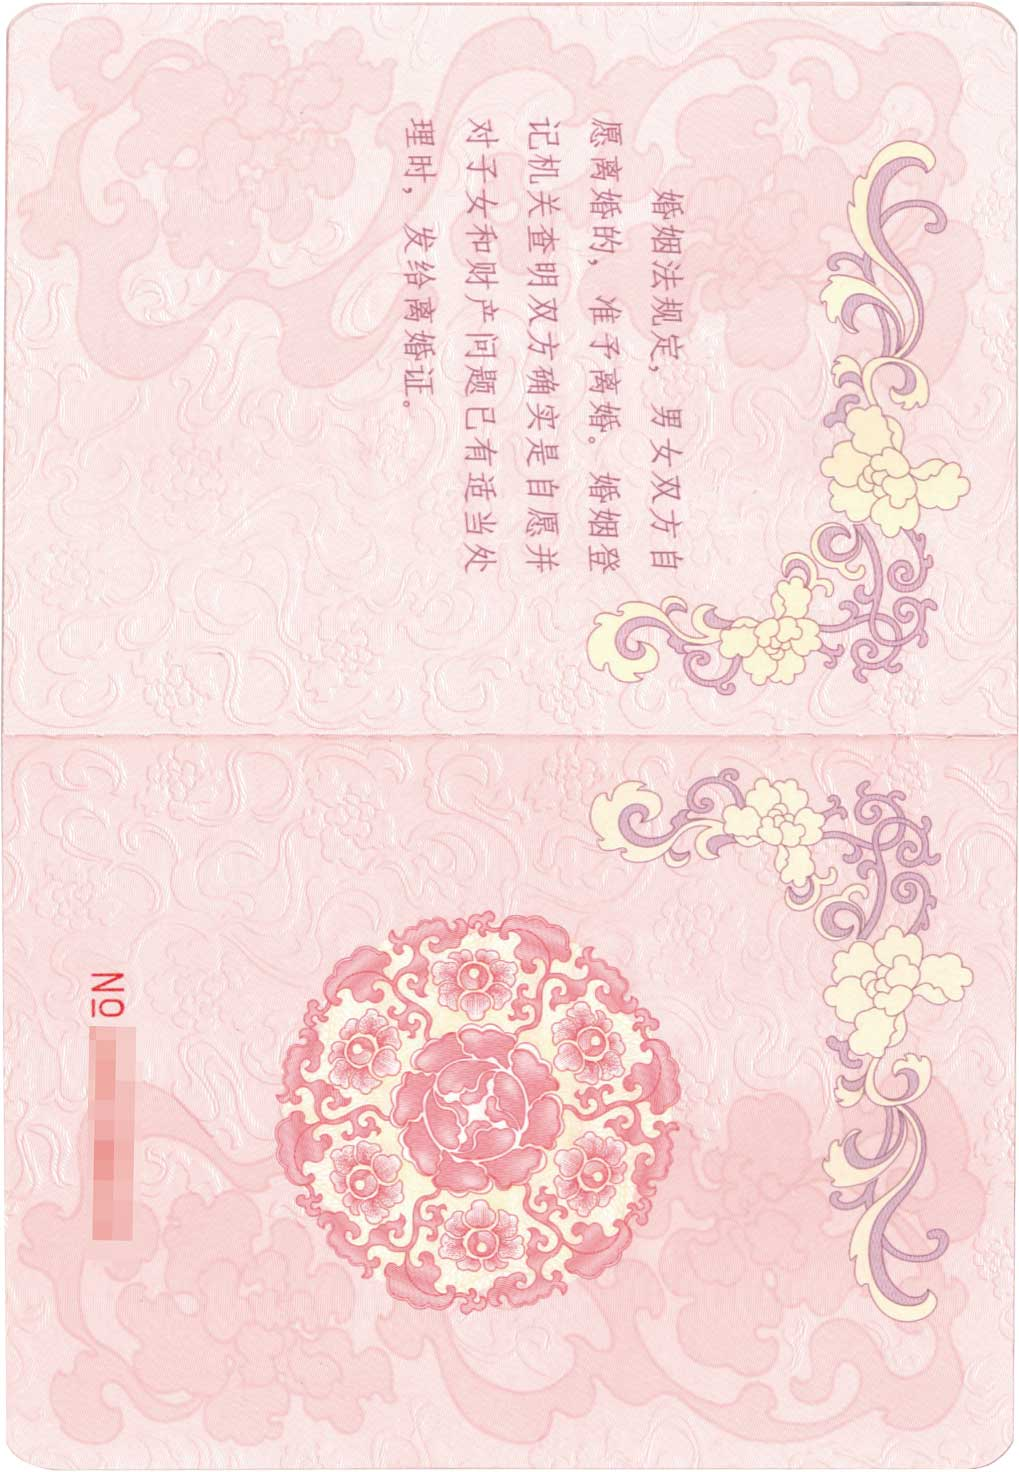 婚姻法规定，男女双方自
愿离婚的，准予离婚。婚姻登
记机关查明双方确实是自愿并
对子女和财产问题已有适当处
理时，发给离婚证。
No